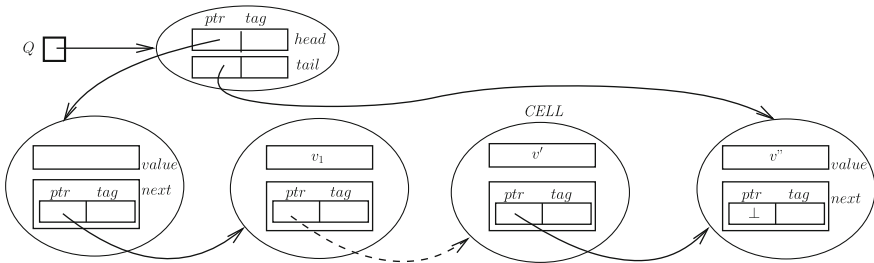 ptr tag
Q
head
tail
CELL
value
next
ptr tag
v₁
ptr tag
v'
ptr tag
v"
value
next
ptr tag
⊥